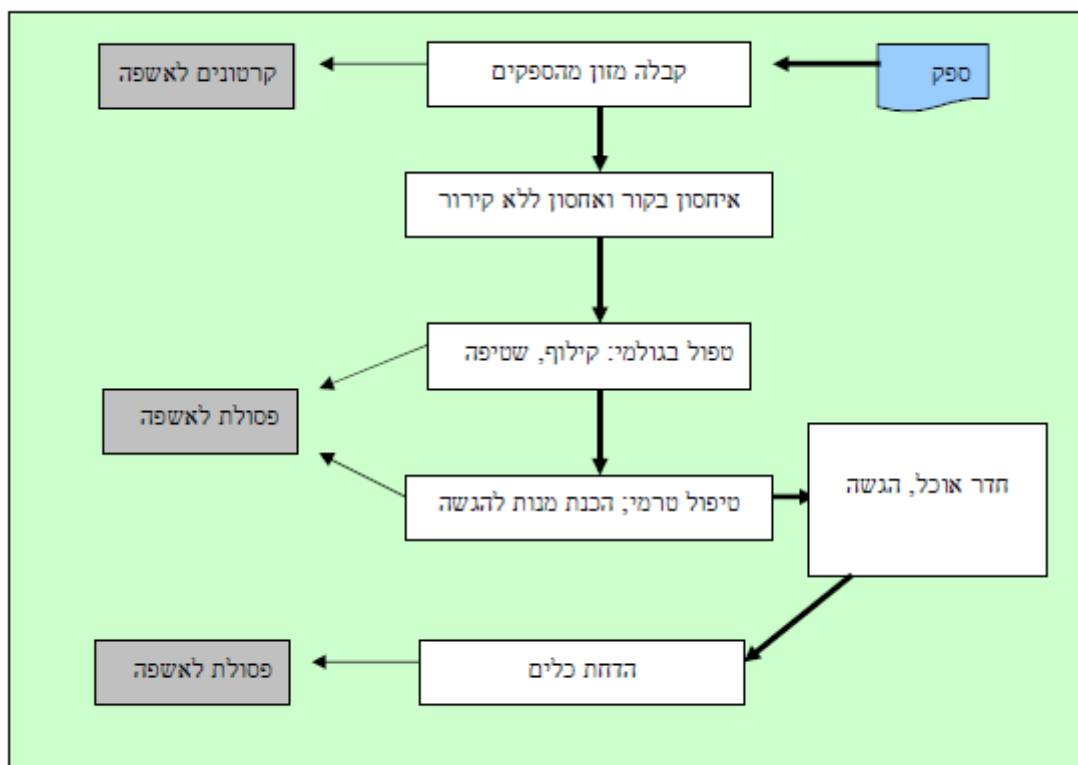 ספק
קבלה מזון מהספקים
קרטונים לאשפה
איחסון בקור ואחסון ללא קירור
טפול בגולמי: קילוף, שטיפה
פסולת לאשפה
טיפול טרמי; הכנת מנות להגשה
חדר אוכל, הגשה
הדחת כלים
פסולת לאשפה